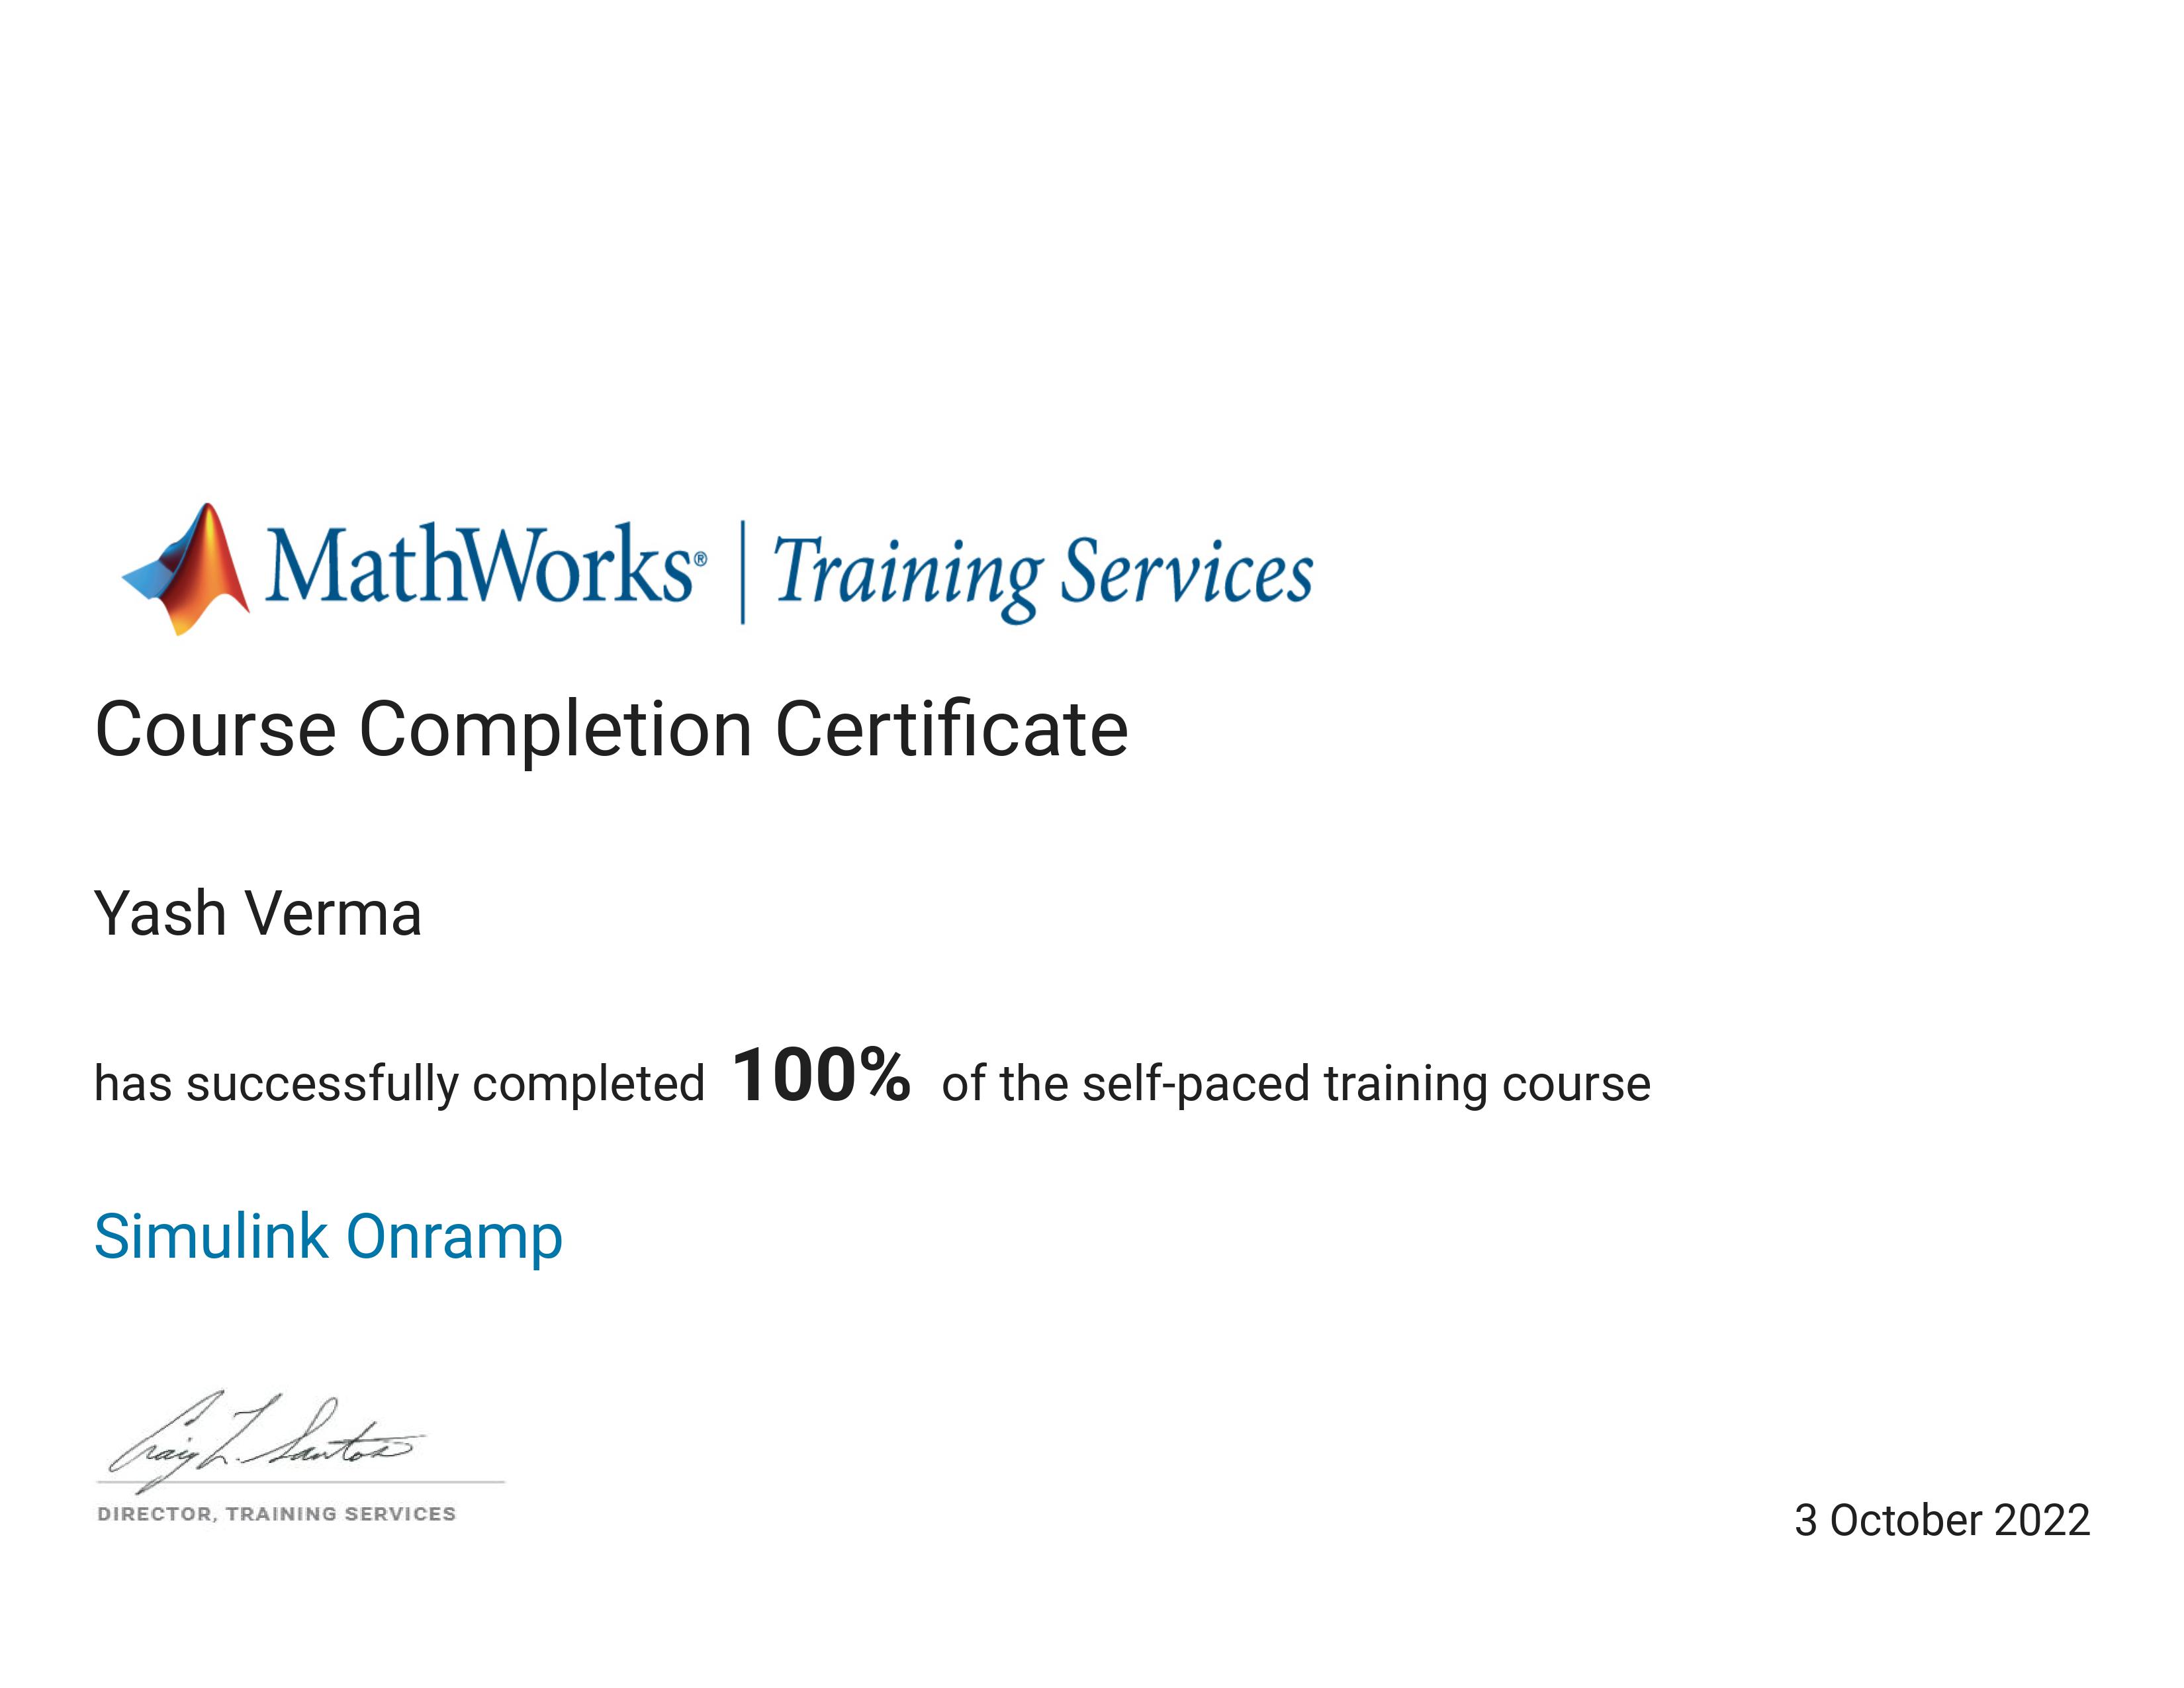 MathWorks® | Training Services
Course Completion Certificate
Yash Verma
has successfully completed 100% of the self-paced training course
Simulink Onramp
Craig L. Santos
DIRECTOR, TRAINING SERVICES
3 October 2022